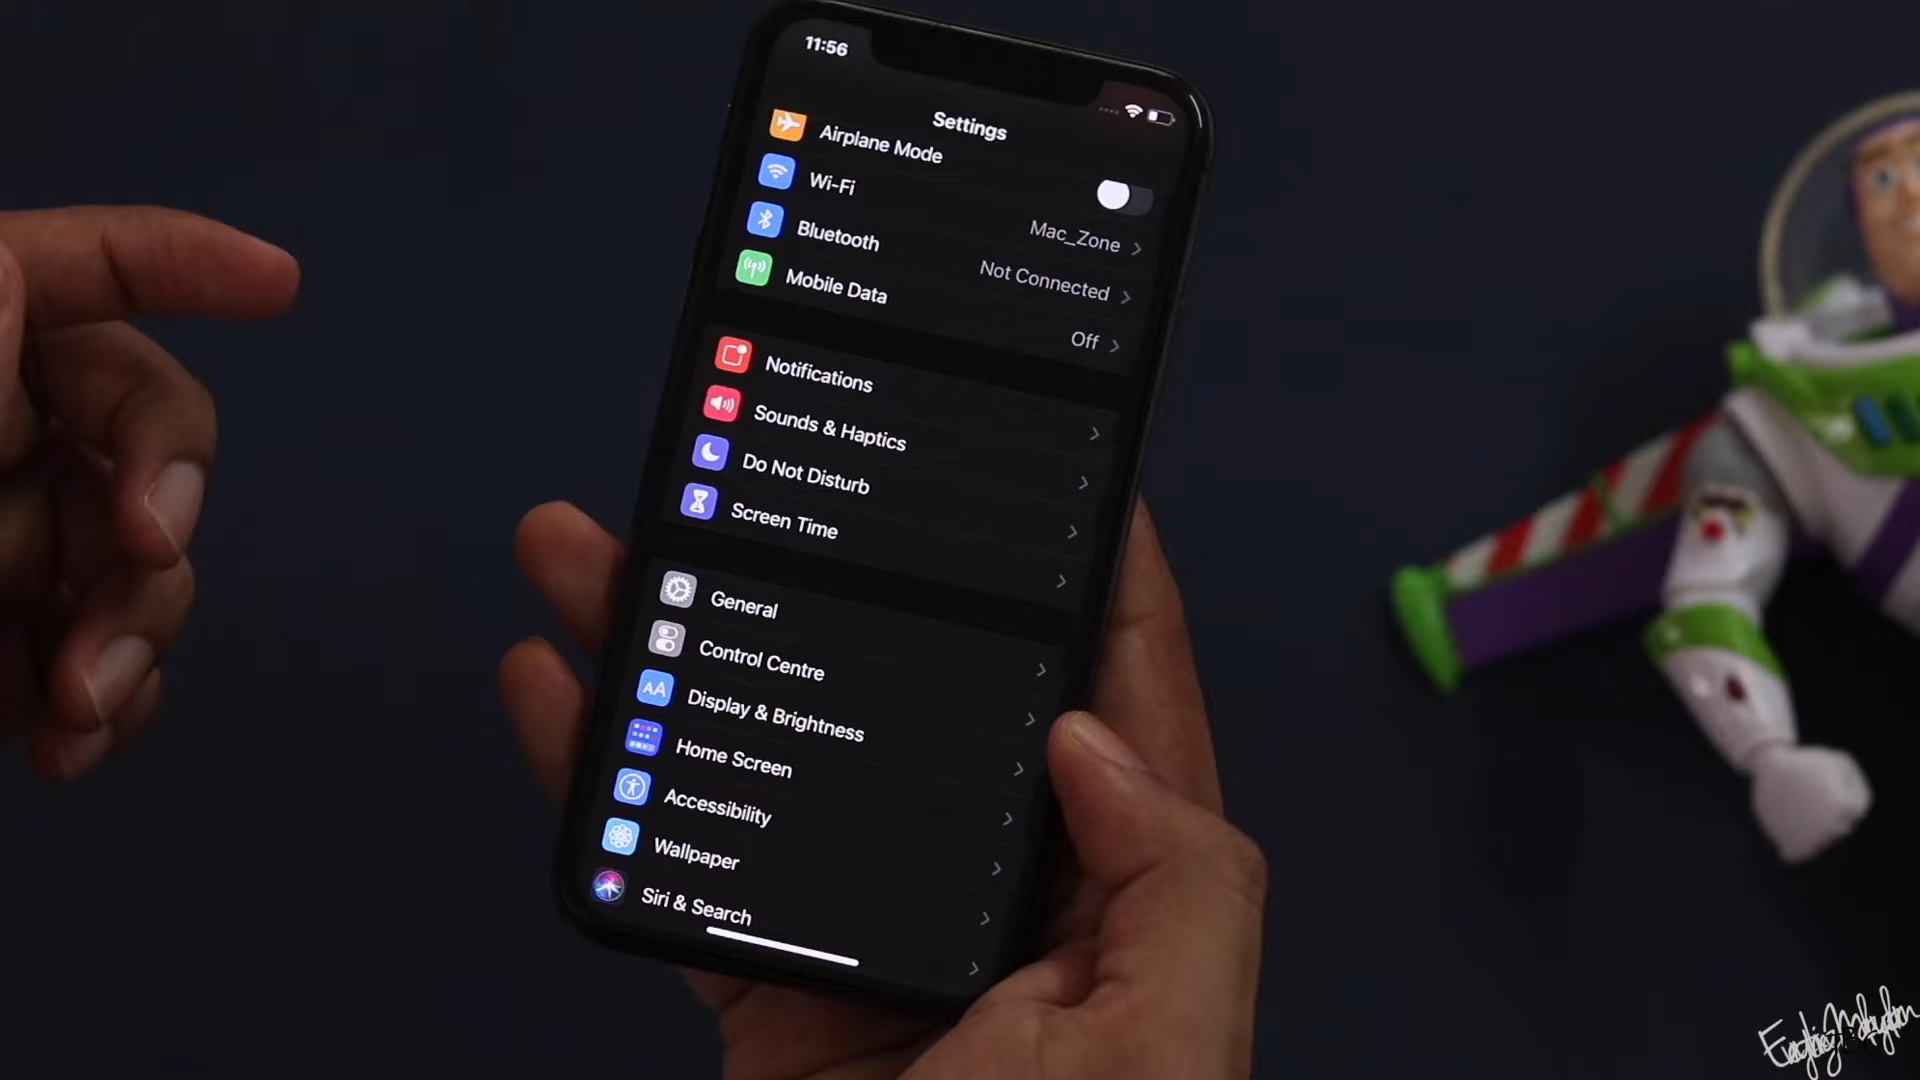 11:56
Settings
Airplane Mode
Wi-Fi Mac_Zone
Bluetooth Not Connected
Mobile Data Off
Notifications
Sounds & Haptics
Do Not Disturb
Screen Time
General
Control Centre
AA Display & Brightness
Home Screen
Accessibility
Wallpaper
Siri & Search